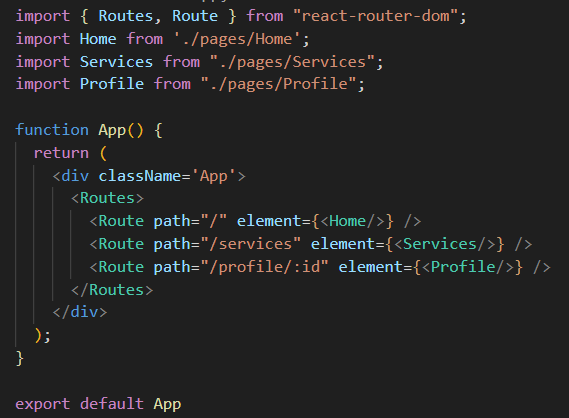 import { Routes, Route } from "react-router-dom";
import Home from './pages/Home';
import Services from "./pages/Services";
import Profile from "./pages/Profile";

function App() {
  return (
    <div className='App'>
      <Routes>
        <Route path="/" element={<Home/>} />
        <Route path="/services" element={<Services/>} />
        <Route path="/profile/:id" element={<Profile/>} />
      </Routes>
    </div>
  );
}

export default App